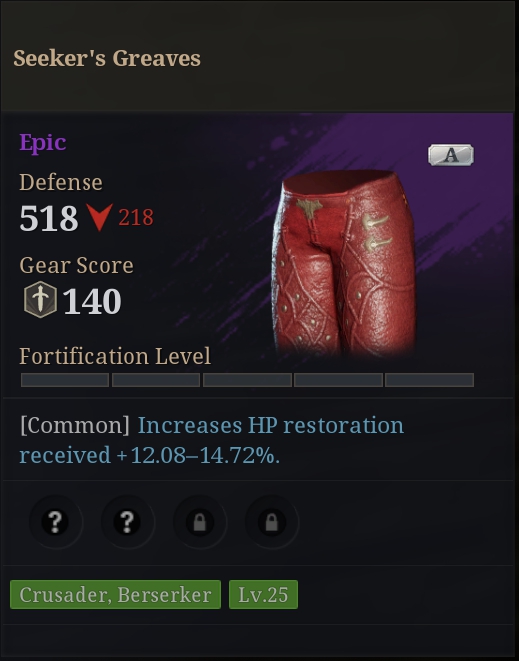 Seeker's Greaves
Epic
A
Defense
518 218
Gear Score
140
Fortification Level
[Common] Increases HP restoration
received +12.08–14.72%.
? ?
Crusader, Berserker Lv.25